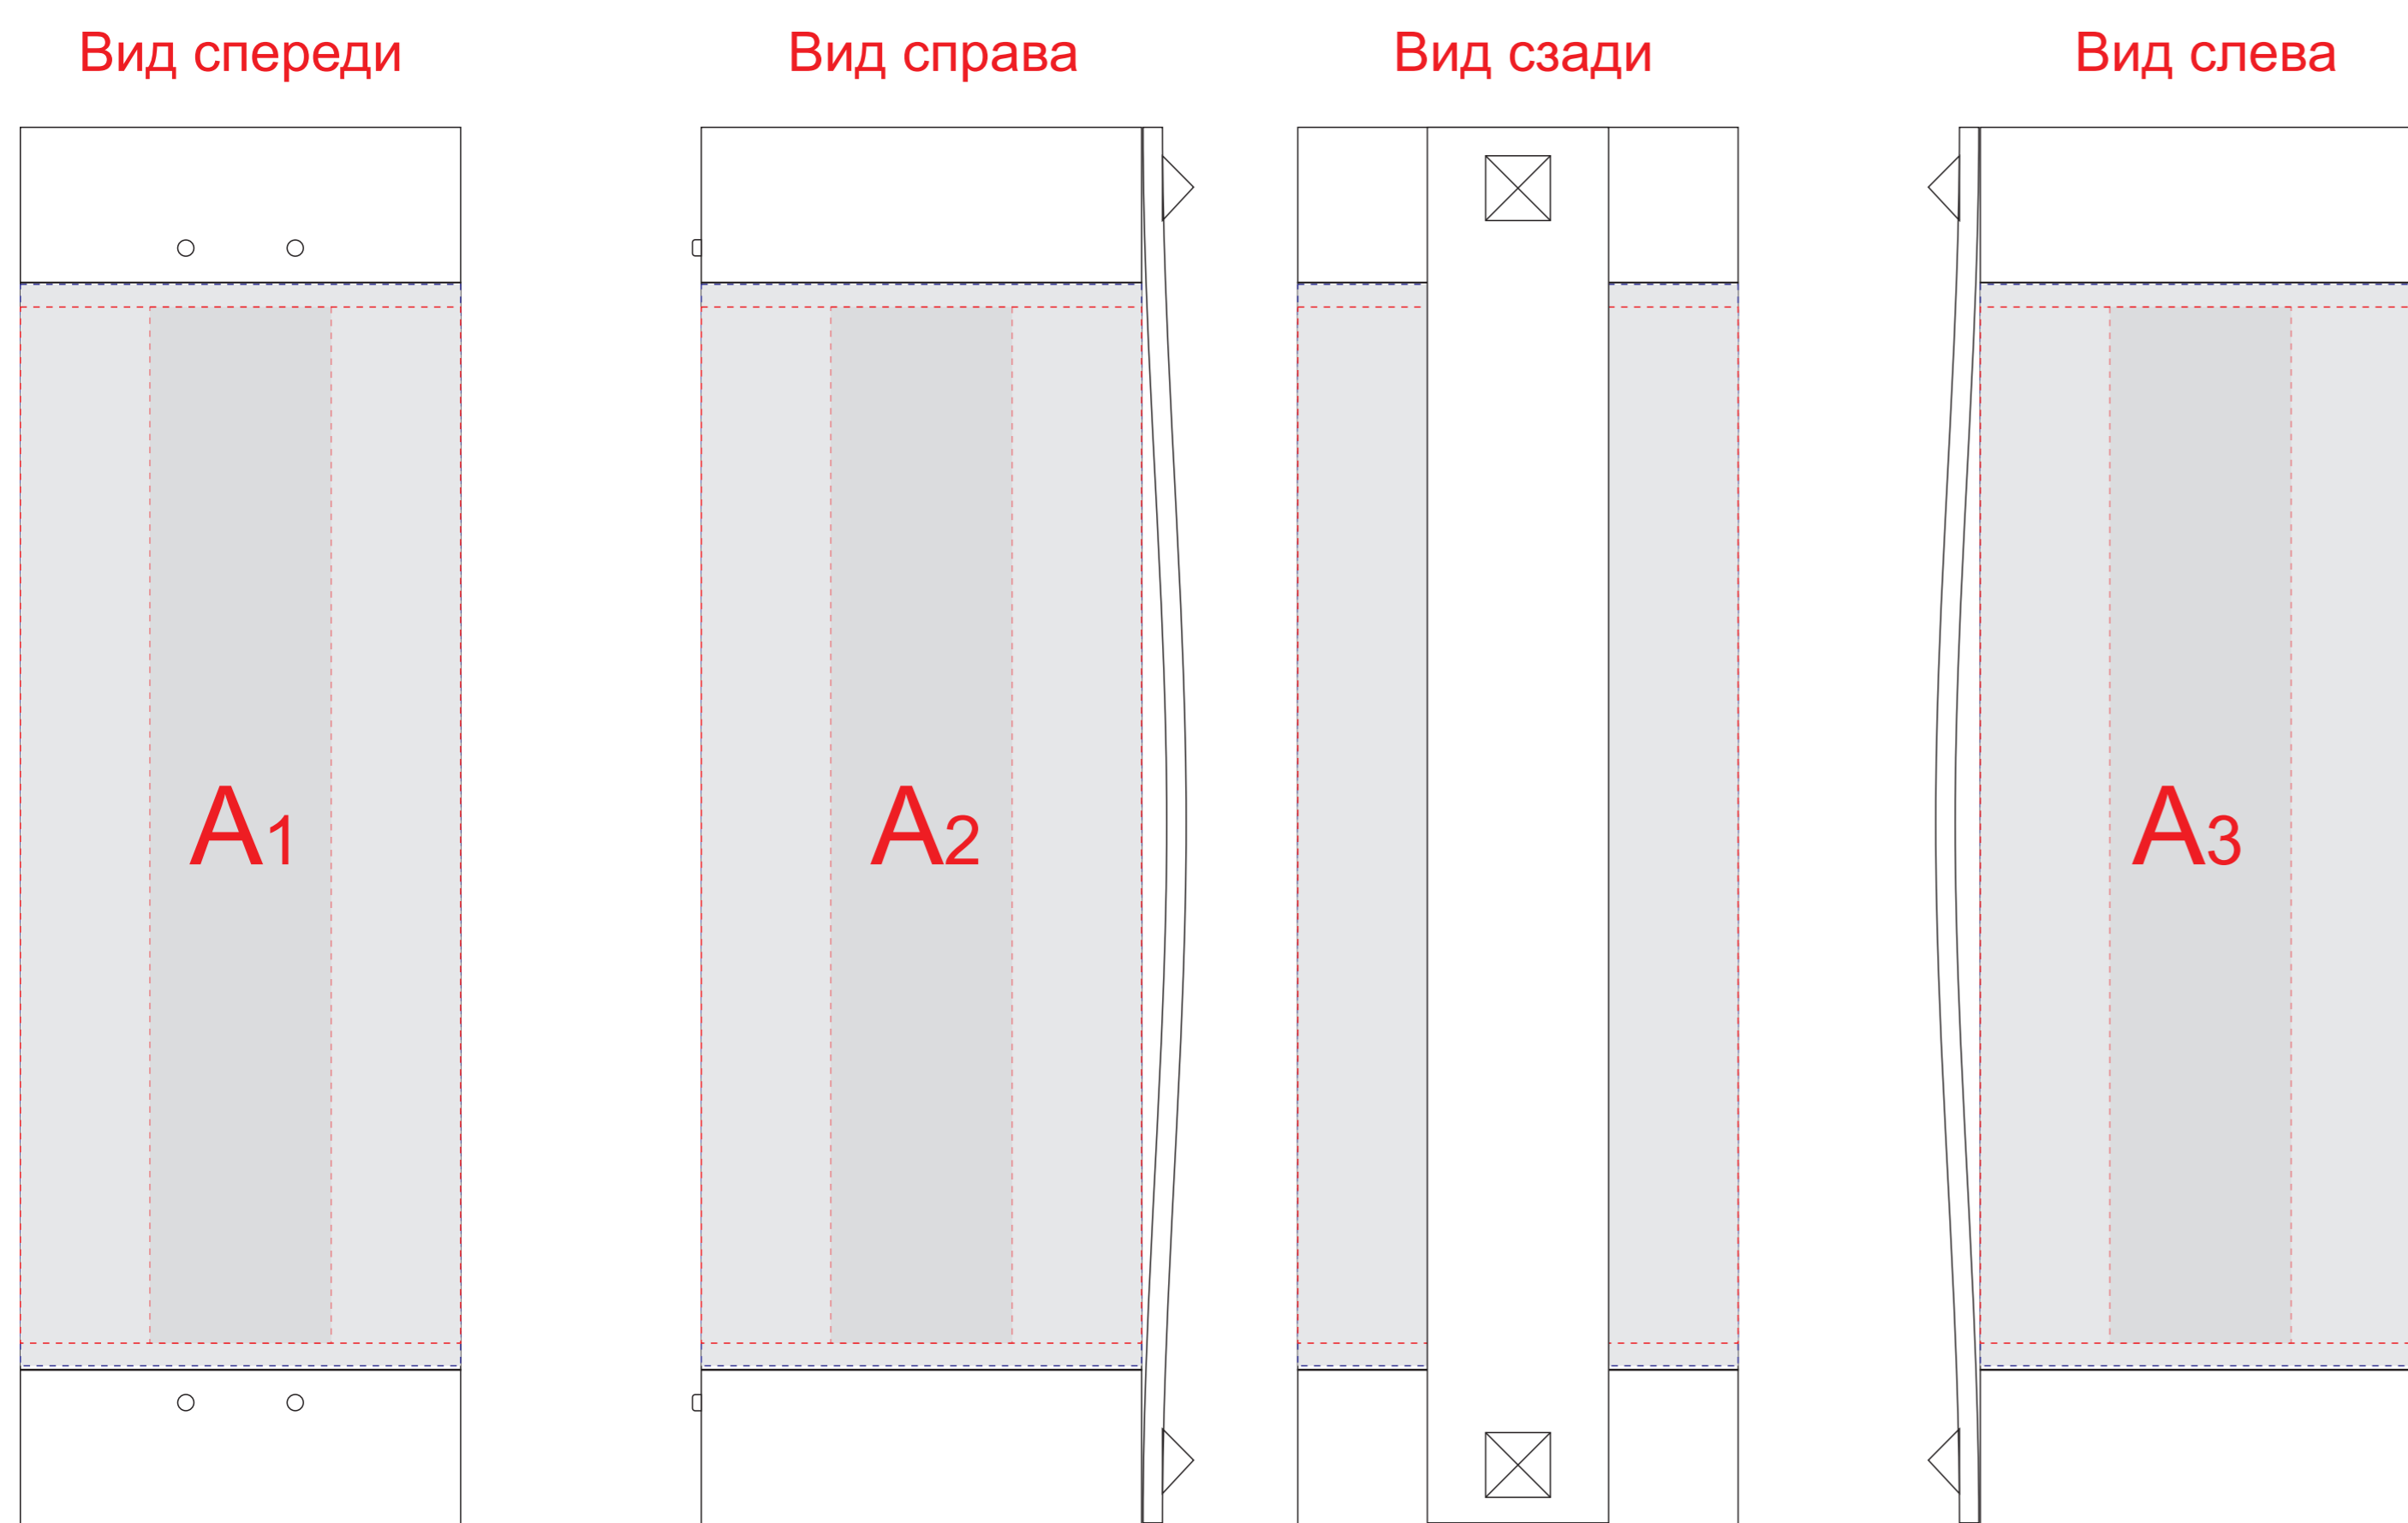 Вид спереди
Вид справа
Вид сзади
Вид слева
A1
A2
A3